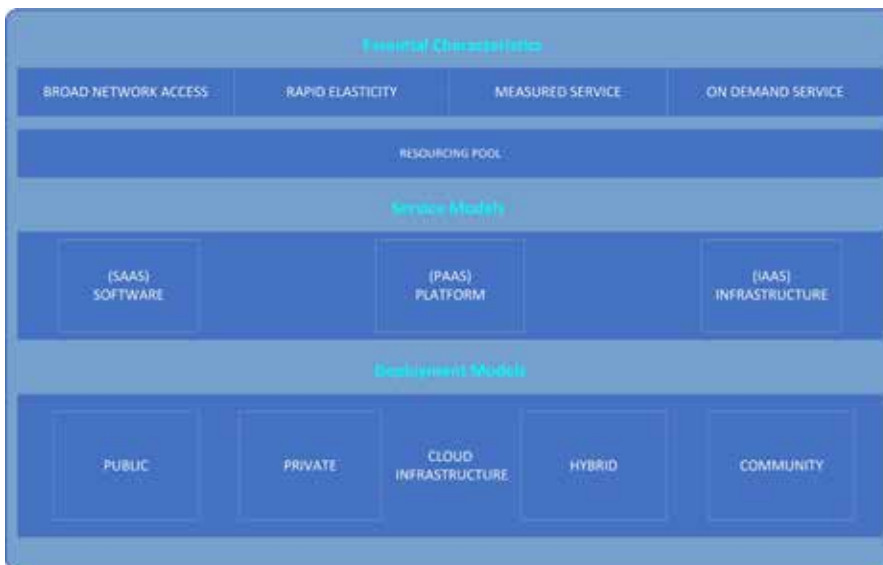 Essential Characteristics
BROAD NETWORK ACCESS RAPID ELASTICITY MEASURED SERVICE ON DEMAND SERVICE
RESOURCING POOL
Service Models
(SAAS)
SOFTWARE
(PAAS)
PLATFORM
(IAAS)
INFRASTRUCTURE
Deployment Models
PUBLIC
PRIVATE
CLOUD
INFRASTRUCTURE
HYBRID
COMMUNITY